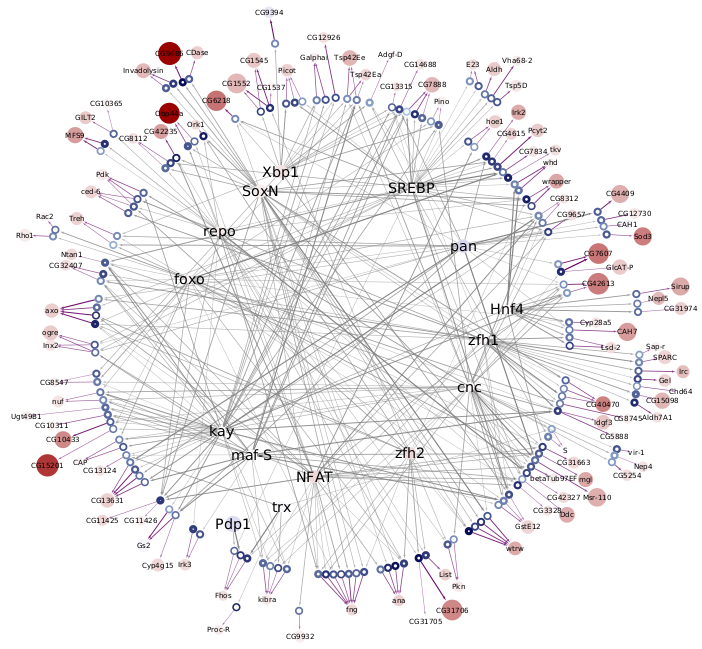 CG9394
CG12926
CDase
CG1545
Galphai
Tsp42Ee
Adgf-D
CG14688
E23
Vha68-2
Invadolysin
Picot
Tsp42Ea
Aldh
CG1552
CG1537
CG13315
CG7888
Tsp5D
CG10365
CG6218
Pino
GILT2
Irk2
Ork1
hoe1
MFS9
CG8112
CG42235
CG4615
Pcyt2
CG7834
tkv
whd
Xbp1
Pdk
SoxN
SREBP
wrapper
ced-6
CG8312
CG4409
Rac2
Treh
CG9657
CG12730
CAH1
Rho1
repo
Sod3
pan
Ntan1
CG7607
CG32407
foxo
GlcAT-P
CG42613
Sirup
Nepl5
axo
Hnf4
CG31974
Cyp28a5
ogre
CAH7
Inx2
zfh1
Lsd-2
Sap-r
SPARC
Irc
CG8547
cnc
Gel
nuf
Chd64
CG40470
CG15098
Ugt49B1
Idgf3
CG8745
Aldh7A1
CG10311
CG10433
kay
CG5888
CAP
maf-S
zfh2
S
vir-1
CG15201
CG13124
CG31663
Nep4
NFAT
betaTub97EF
mgl
CG5254
CG13631
CG42327
Msr-110
trx
CG3328
CG11425
CG11426
Pdp1
Ddc
GstE12
Gs2
wtrw
Cyp4g15
Irk3
List
Fhos
kibra
Pkn
fng
ana
CG31706
Proc-R
CG31705
CG9932